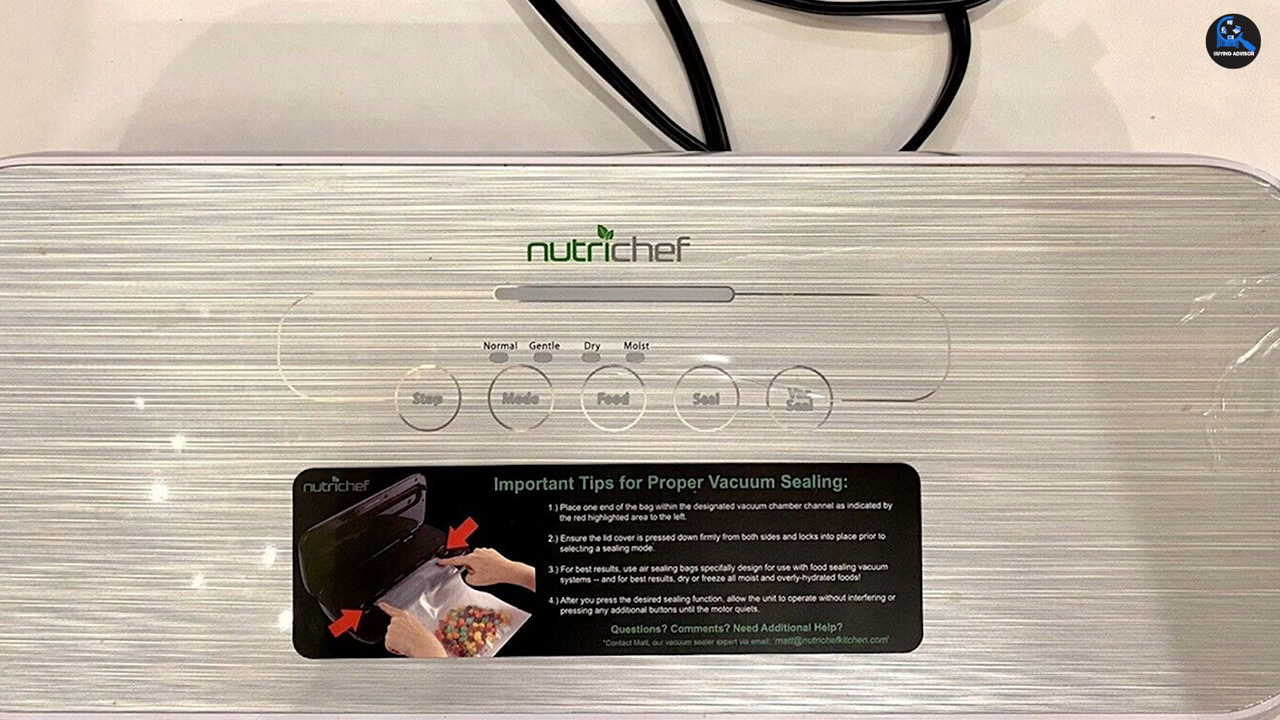 BUYING ADVISOR
nutrichef
Normal Gentle Dry Moist
Stop Mode Food Seal Vac
Seal
nutrichef
Important Tips for Proper Vacuum Sealing:
1.) Place one end of the bag within the designated vacuum chamber channel as indicated by
the red highlighted area to the left.
2.) Ensure the lid cover is pressed down firmly from both sides and locks into place prior to
selecting a sealing mode.
3.) For best results, use air sealing bags specifially design for use with food sealing vacuum
systems -- and for best results, dry or freeze all moist and overly-hydrated foods!
4.) After you press the desired sealing function, allow the unit to operate without interfering or
pressing any additional buttons until the motor quiets.
Questions? Comments? Need Additional Help?
*Contact Matt, our vacuum sealer expert via email: 'matt@nutrichefkitchen.com'